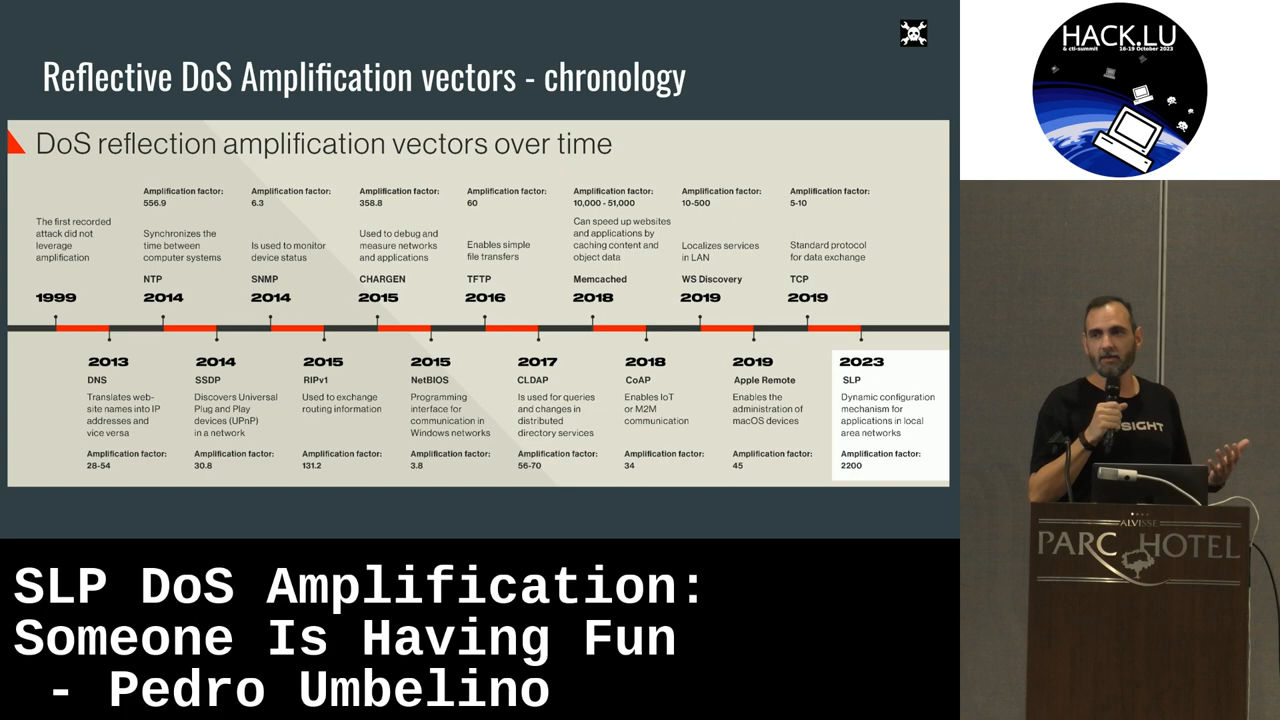 Reflective DoS Amplification vectors - chronology
DoS reflection amplification vectors over time
The first recorded
attack did not
leverage
amplification
1999
Amplification factor:
556.9
Synchronizes the
time between
computer systems
NTP
2014
Amplification factor:
6.3
Is used to monitor
device status
SNMP
2014
Amplification factor:
358.8
Used to debug and
measure networks
and applications
CHARGEN
2015
Amplification factor:
60
Enables simple
file transfers
TFTP
2016
Amplification factor:
10,000 - 51,000
Can speed up websites
and applications by
caching content and
object data
Memcached
2018
Amplification factor:
10-500
Localizes services
in LAN
WS Discovery
2019
Amplification factor:
5-10
Standard protocol
for data exchange
TCP
2019
2013
DNS
Translates web-
site names into IP
addresses and
vice versa
Amplification factor:
28-54
2014
SSDP
Discovers Universal
Plug and Play
devices (UPnP)
in a network
Amplification factor:
30.8
2015
RIPv1
Used to exchange
routing information
Amplification factor:
131.2
2015
NetBIOS
Programming
interface for
communication in
Windows networks
Amplification factor:
3.8
2017
CLDAP
Is used for queries
and changes in
distributed
directory services
Amplification factor:
56-70
2018
CoAP
Enables IoT
or M2M
communication
Amplification factor:
34
2019
Apple Remote
Enables the
administration of
macOS devices
Amplification factor:
45
2023
SLP
Dynamic configuration
mechanism for
applications in local
area networks
Amplification factor:
2200
HACK.LU
& cti-summit 16-19 October 2023
SIGHT
ALVISSE
PARC HOTEL
SLP DoS Amplification:
Someone Is Having Fun
- Pedro Umbelino